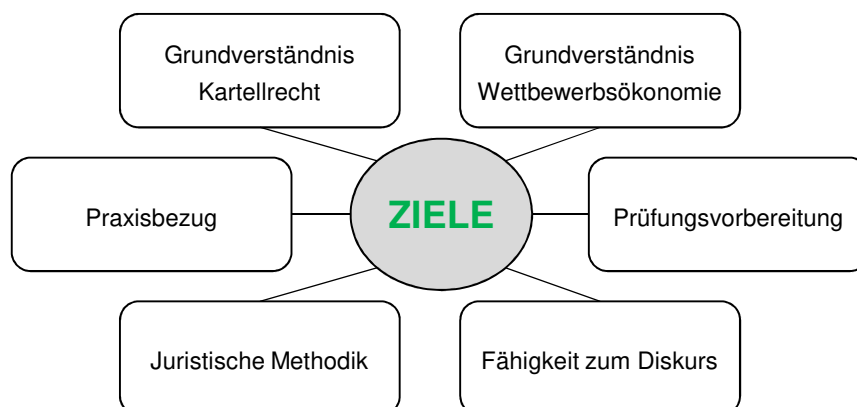 Grundverständnis
Kartellrecht
Grundverständnis
Wettbewerbsökonomie
Praxisbezug
ZIELE
Prüfungsvorbereitung
Juristische Methodik
Fähigkeit zum Diskurs